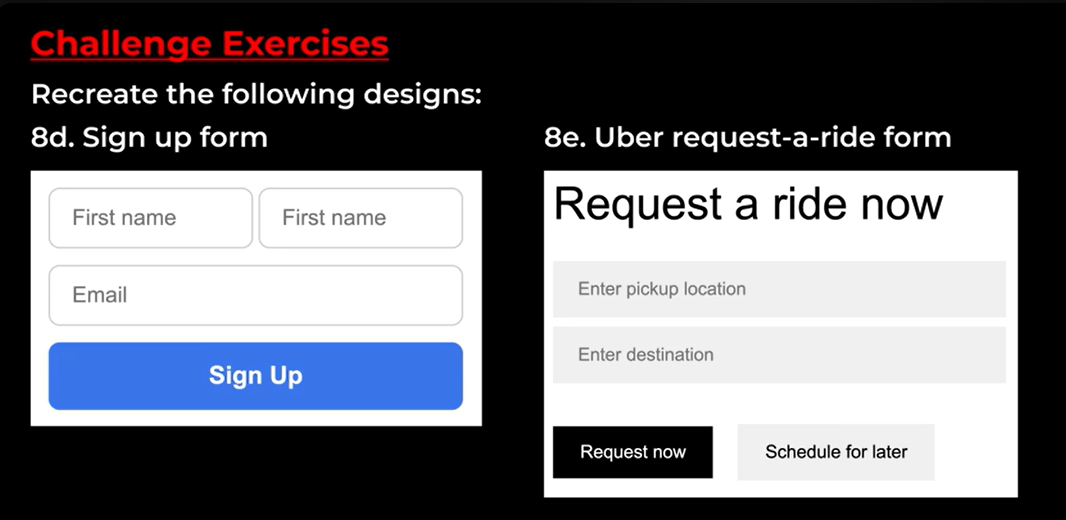 Challenge Exercises
Recreate the following designs:
8d. Sign up form
First name First name
Email
Sign Up
8e. Uber request-a-ride form
Request a ride now
Enter pickup location
Enter destination
Request now Schedule for later